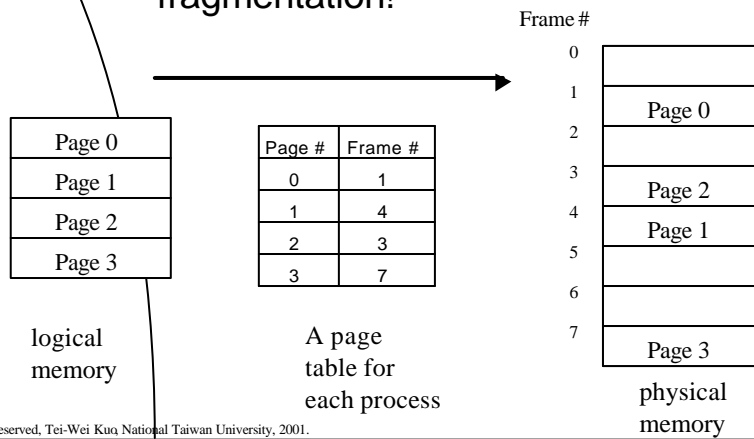 fragmentation!
Frame #
0
1
Page 0
2
3
Page 2
4
Page 1
5
6
7
Page 3
physical
memory
Page 0
Page 1
Page 2
Page 3
logical
memory
Page # Frame #
0 1
1 4
2 3
3 7
A page
table for
each process
eserved, Tei-Wei Kuo, National Taiwan University, 2001.